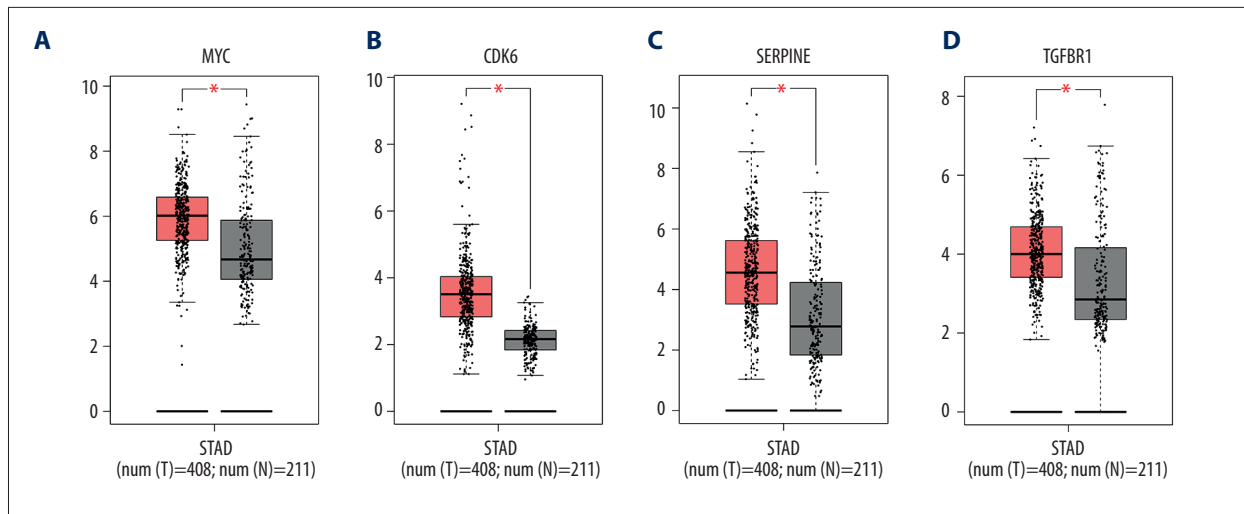 A
MYC
*
10
8
6
4
2
0
STAD
(num (T)=408; num (N)=211)
B
CDK6
*
10
8
6
4
2
0
STAD
(num (T)=408; num (N)=211)
C
SERPINE
*
10
8
6
4
2
0
STAD
(num (T)=408; num (N)=211)
D
TGFBR1
*
8
6
4
2
0
STAD
(num (T)=408; num (N)=211)